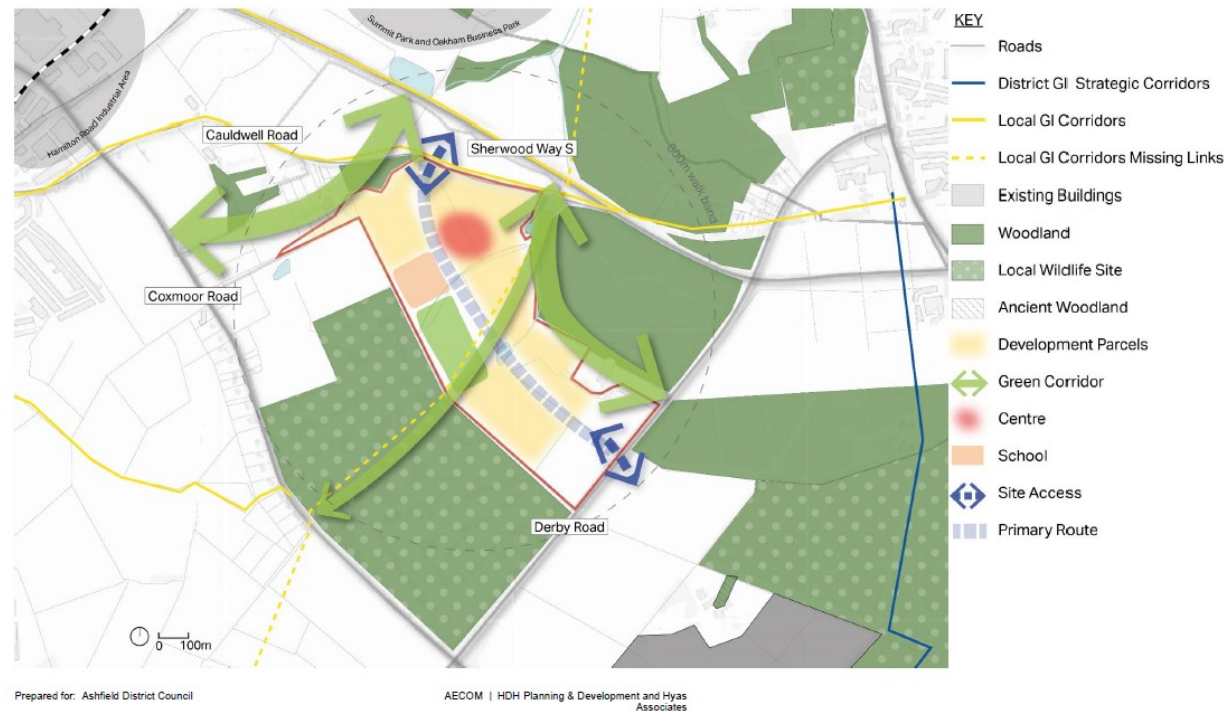 Summit Park and Oakham Business Park
Hamilton Road Industrial Area
Cauldwell Road
Sherwood Way S
800m walk bund
Coxmoor Road
Derby Road
0 100m
KEY
Roads
District GI Strategic Corridors
Local GI Corridors
Local GI Corridors Missing Links
Existing Buildings
Woodland
Local Wildlife Site
Ancient Woodland
Development Parcels
Green Corridor
Centre
School
Site Access
Primary Route
Prepared for: Ashfield District Council
AECOM | HDH Planning & Development and Hyas
Associates